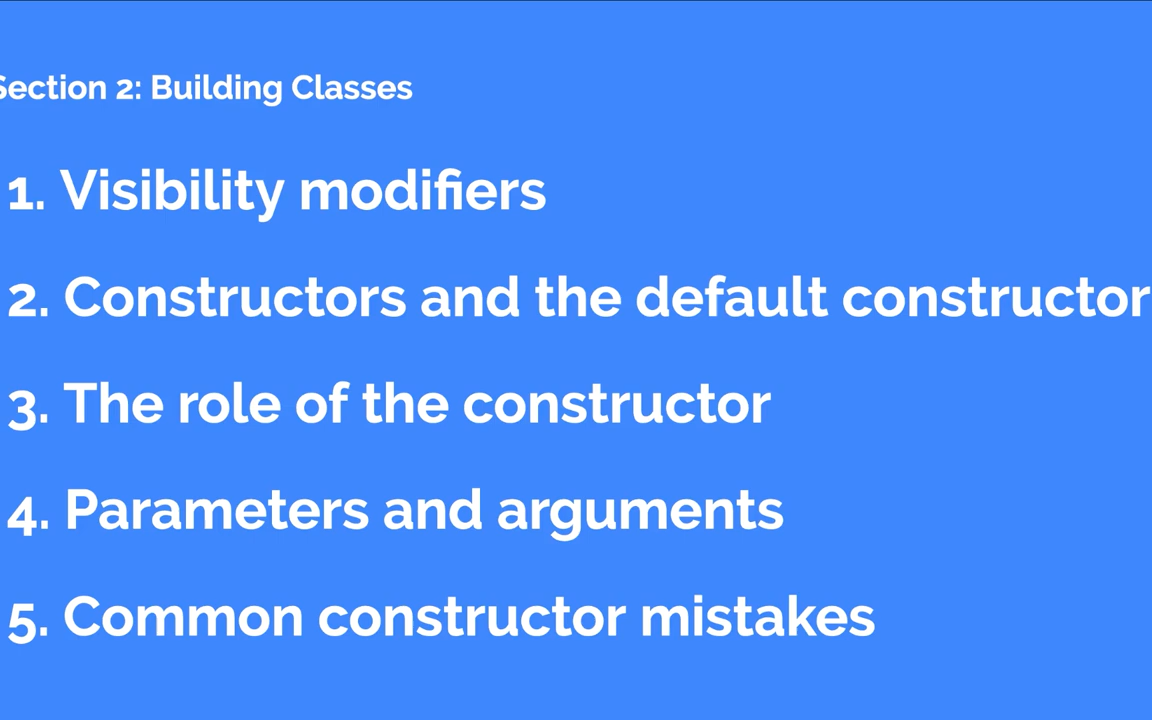 Section 2: Building Classes
1. Visibility modifiers
2. Constructors and the default constructor
3. The role of the constructor
4. Parameters and arguments
5. Common constructor mistakes